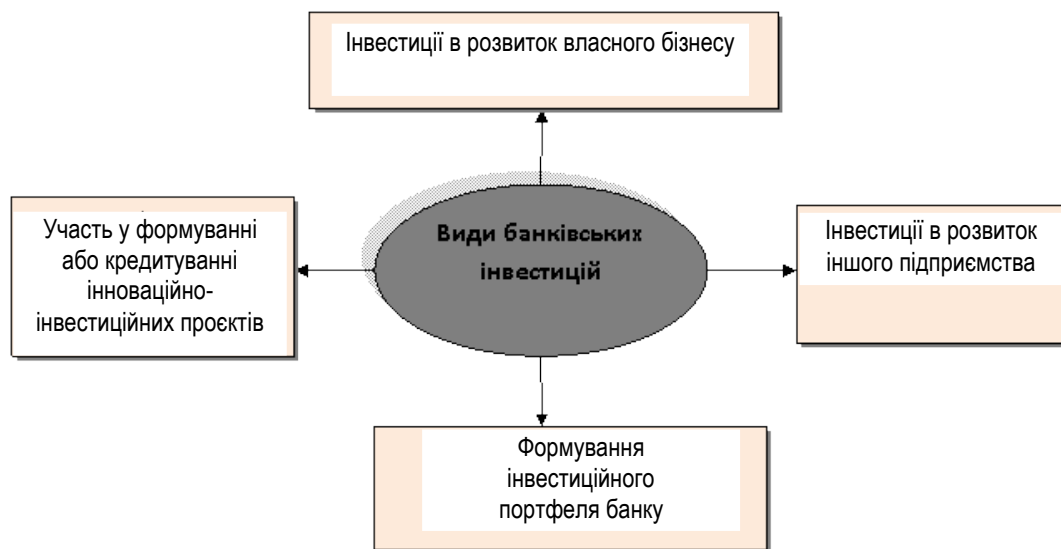 Інвестиції в розвиток власного бізнесу
Участь у формуванні
або кредитуванні
інноваційно-
інвестиційних проєктів
Види банківських
інвестицій
Інвестиції в розвиток
іншого підприємства
Формування
інвестиційного
портфеля банку